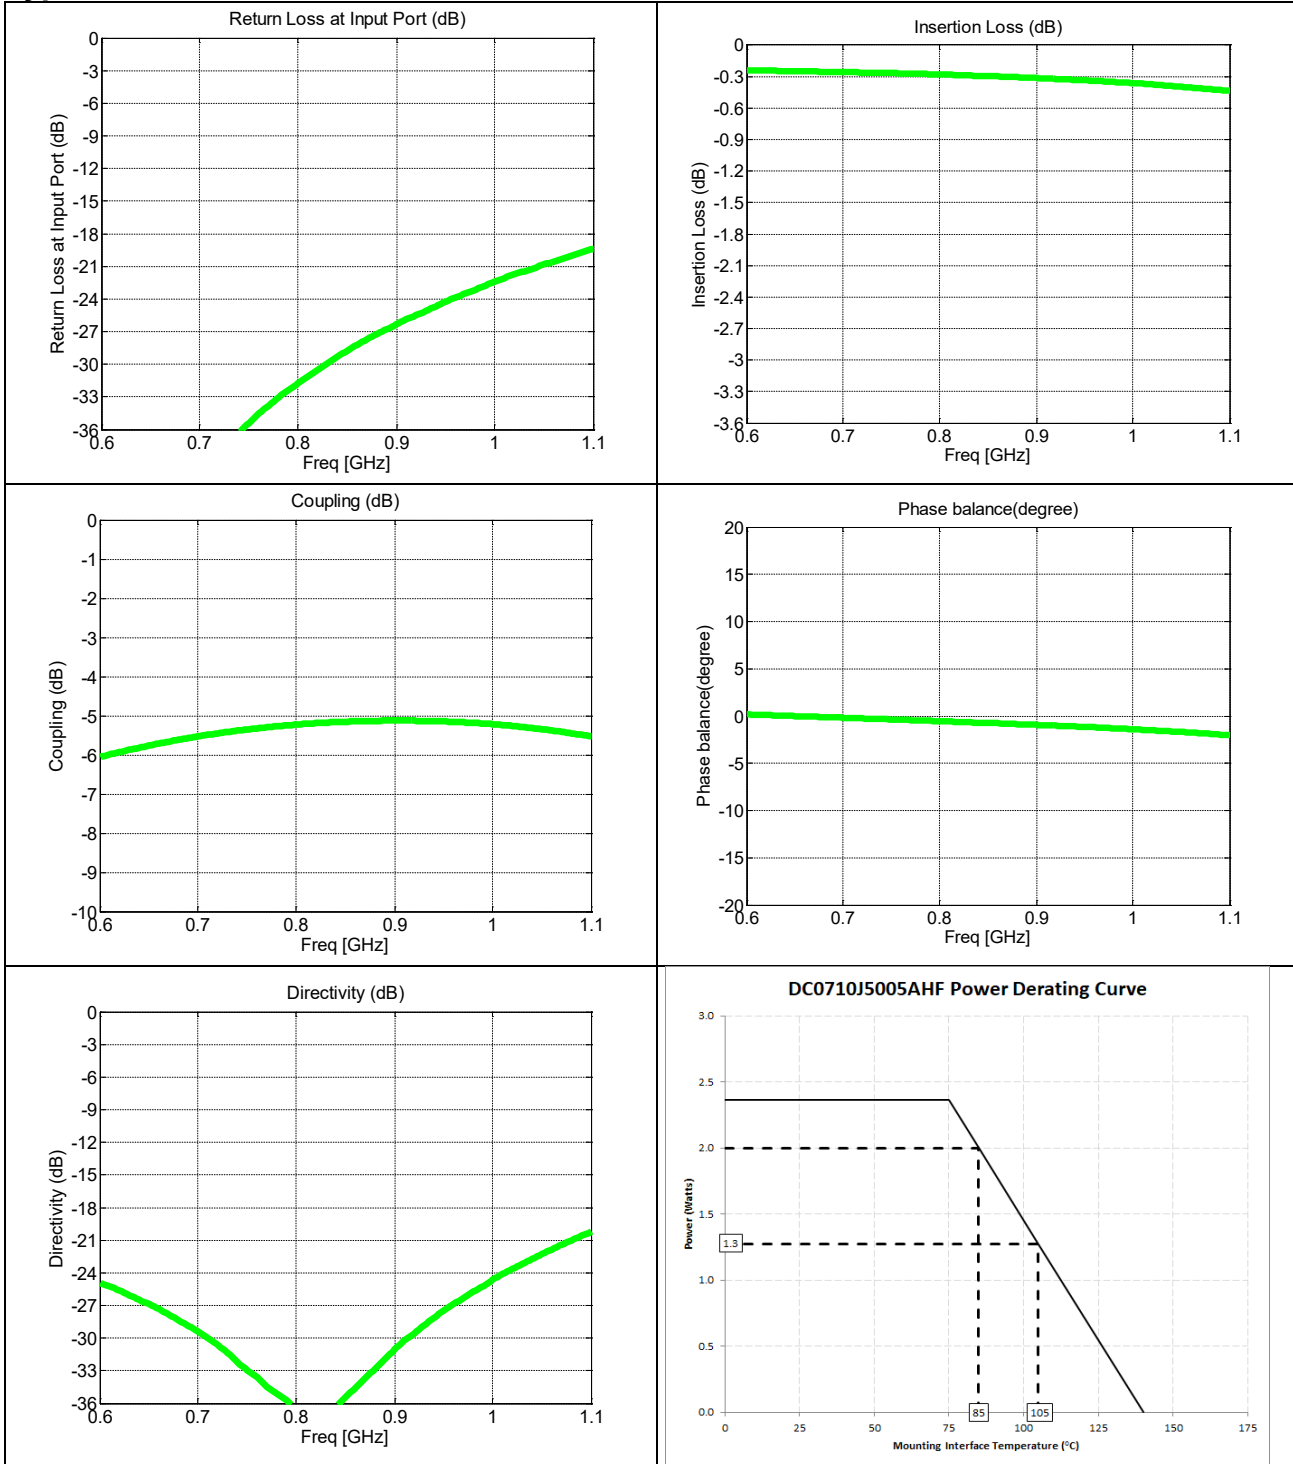 Return Loss at Input Port (dB)
Return Loss at Input Port (dB)
0
-3
-6
-9
-12
-15
-18
-21
-24
-27
-30
-33
-36
0.6 0.7 0.8 0.9 1 1.1
Freq [GHz]
Insertion Loss (dB)
Insertion Loss (dB)
0
-0.3
-0.6
-0.9
-1.2
-1.5
-1.8
-2.1
-2.4
-2.7
-3
-3.3
-3.6
0.6 0.7 0.8 0.9 1 1.1
Freq [GHz]
Coupling (dB)
Coupling (dB)
0
-1
-2
-3
-4
-5
-6
-7
-8
-9
-10
0.6 0.7 0.8 0.9 1 1.1
Freq [GHz]
Phase balance(degree)
Phase balance(degree)
20
15
10
5
0
-5
-10
-15
-20
0.6 0.7 0.8 0.9 1 1.1
Freq [GHz]
Directivity (dB)
Directivity (dB)
0
-3
-6
-9
-12
-15
-18
-21
-24
-27
-30
-33
-36
0.6 0.7 0.8 0.9 1 1.1
Freq [GHz]
DC0710J5005AHF Power Derating Curve
Power (Watts)
3.0
2.5
2.0
1.5
1.3
1.0
0.5
0.0
0 25 50 75 85 100 105 125 150 175
Mounting Interface Temperature (°C)